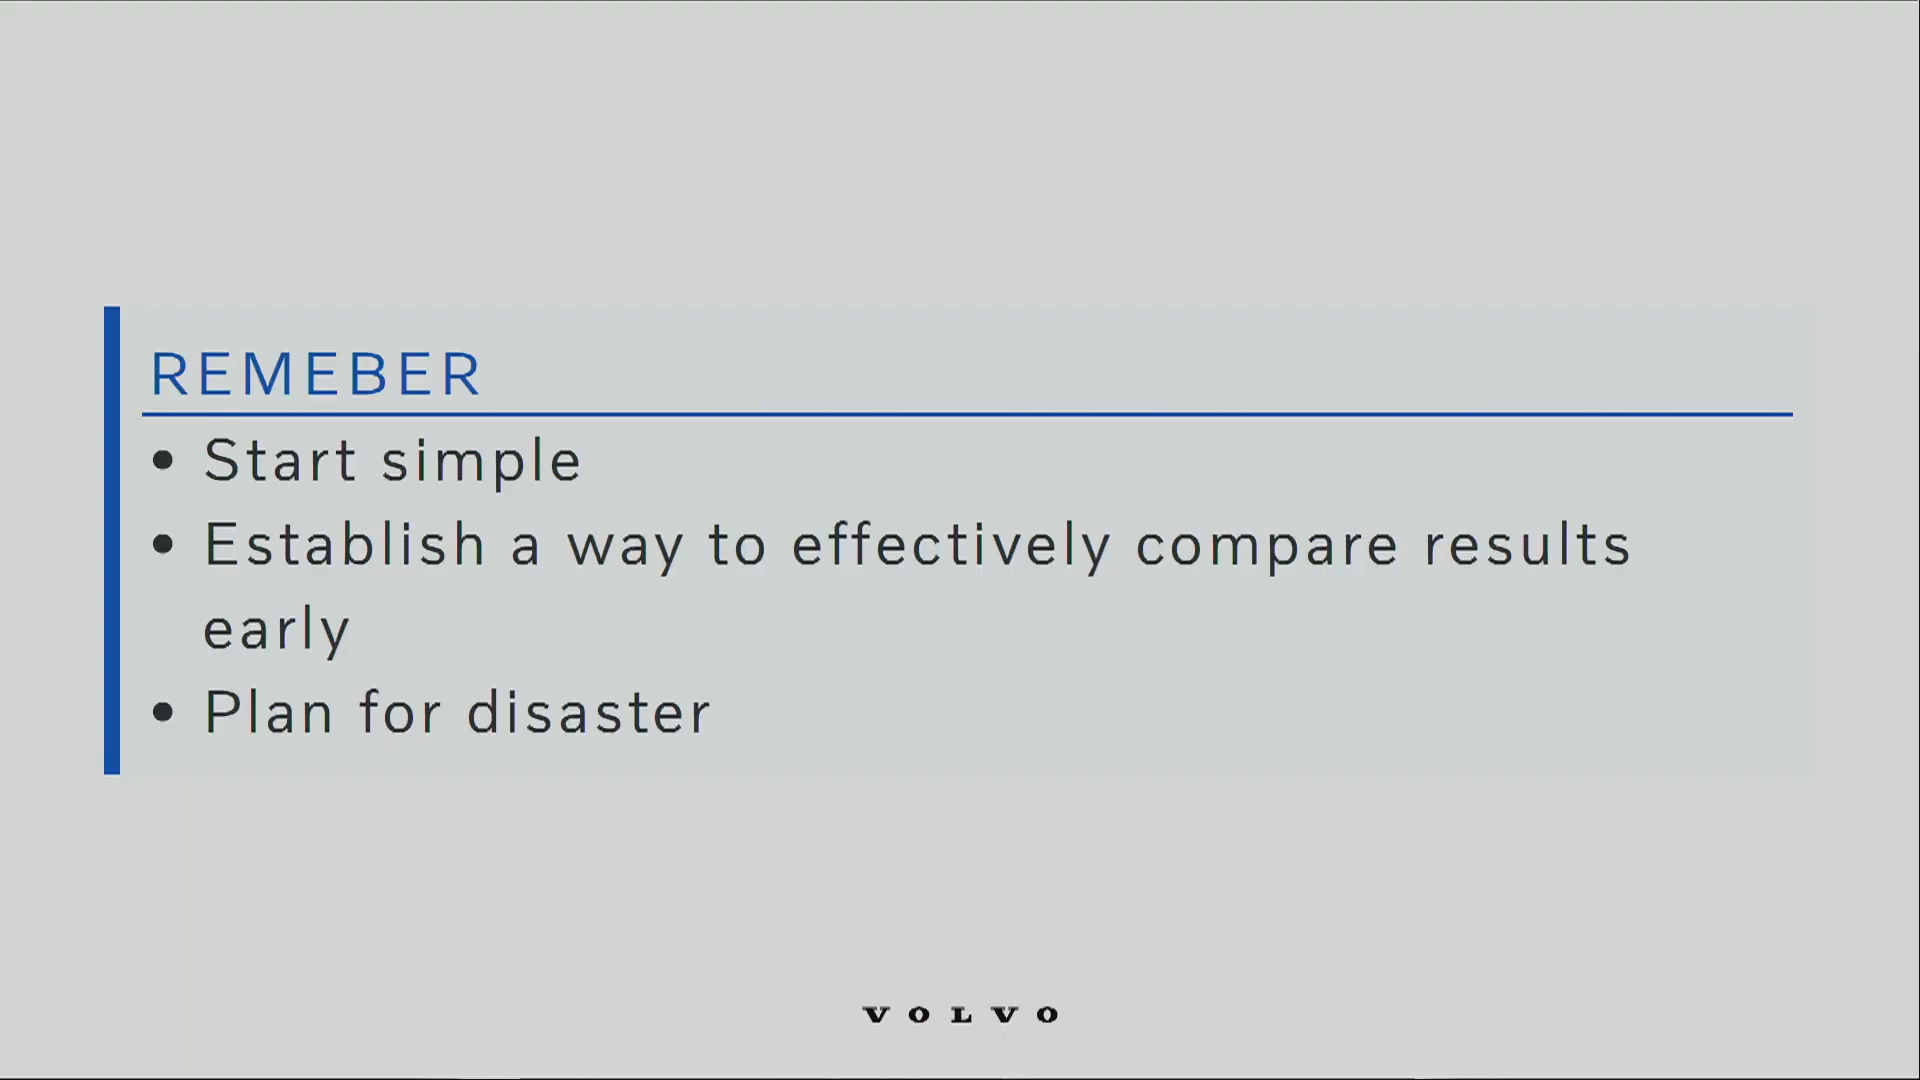 REMEBER
• Start simple
• Establish a way to effectively compare results
early
• Plan for disaster
VOLVO